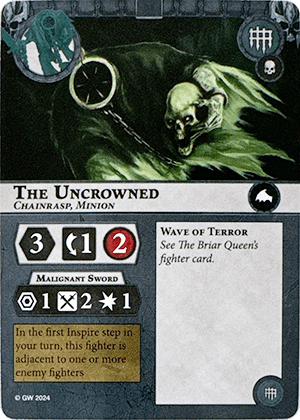 THE UNCROWNED
CHAINRASP, MINION
3 1 2
MALIGNANT SWORD
1 2 1
In the first Inspire step in
your turn, this fighter is
adjacent to one or more
enemy fighters
WAVE OF TERROR
See The Briar Queen's
fighter card.
© GW 2024